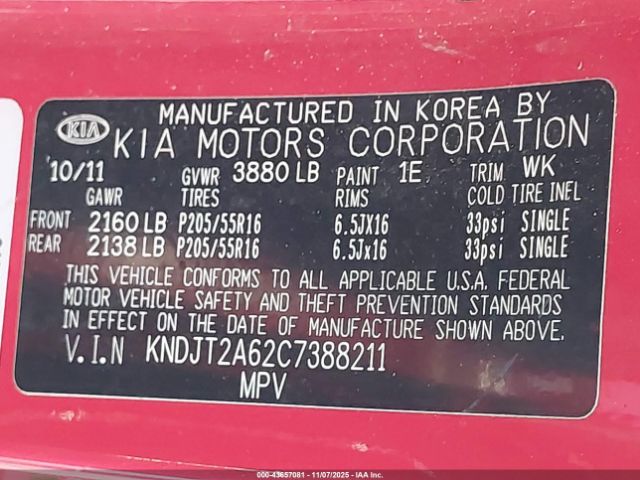 MANUFACTURED IN KOREA BY
KIA KIA MOTORS CORPORATION
10/11 GVWR 3880 LB PAINT 1E TRIM WK
GAWR TIRES RIMS COLD TIRE INFL
FRONT 2160 LB P205/55R16 6.5JX16 33psi SINGLE
REAR 2138 LB P205/55R16 6.5Jx16 33psi SINGLE
THIS VEHICLE CONFORMS TO ALL APPLICABLE U.S.A. FEDERAL
MOTOR VEHICLE SAFETY AND THEFT PREVENTION STANDARDS
IN EFFECT ON THE DATE OF MANUFACTURE SHOWN ABOVE.
V.I.N KNDJT2A62C7388211
MPV
000-43657081 - 11/07/2025 - IAA Inc.